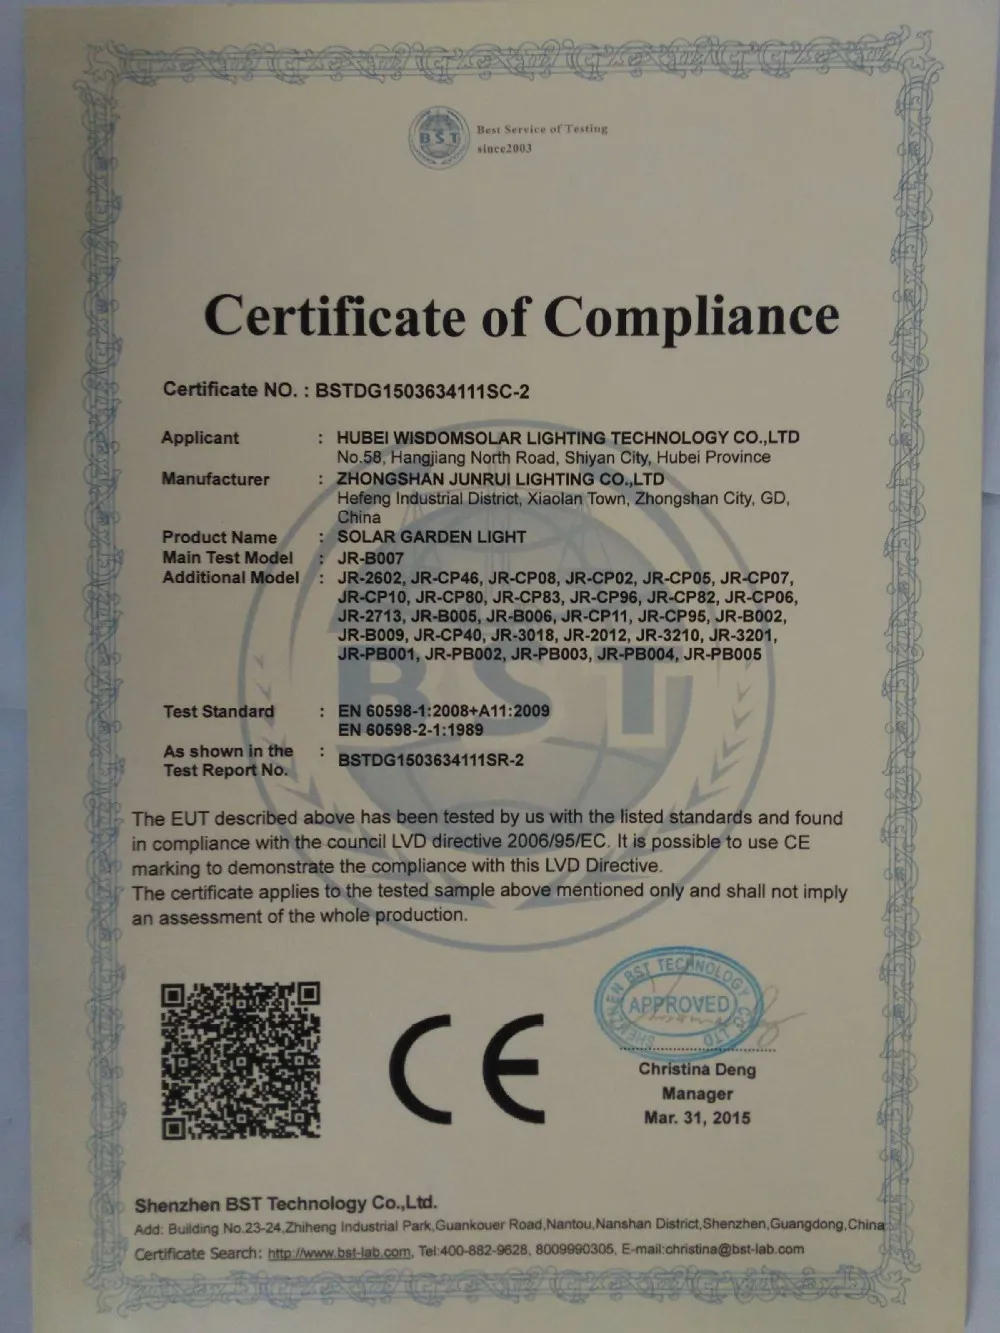 BST
Best Service of Testing
since2003
Certificate of Compliance
Certificate NO. : BSTDG1503634111SC-2
Applicant : HUBEI WISDOMSOLAR LIGHTING TECHNOLOGY CO.,LTD
No.58, Hangjiang North Road, Shiyan City, Hubei Province
Manufacturer : ZHONGSHAN JUNRUI LIGHTING CO.,LTD
Hefeng Industrial District, Xiaolan Town, Zhongshan City, GD,
China
Product Name : SOLAR GARDEN LIGHT
Main Test Model : JR-B007
Additional Model : JR-2602, JR-CP46, JR-CP08, JR-CP02, JR-CP05, JR-CP07,
JR-CP10, JR-CP80, JR-CP83, JR-CP96, JR-CP82, JR-CP06,
JR-2713, JR-B005, JR-B006, JR-CP11, JR-CP95, JR-B002,
JR-B009, JR-CP40, JR-3018, JR-2012, JR-3210, JR-3201,
JR-PB001, JR-PB002, JR-PB003, JR-PB004, JR-PB005
BST
Test Standard : EN 60598-1:2008+A11:2009
EN 60598-2-1:1989
As shown in the :
Test Report No. BSTDG1503634111SR-2
The EUT described above has been tested by us with the listed standards and found
in compliance with the council LVD directive 2006/95/EC. It is possible to use CE
marking to demonstrate the compliance with this LVD Directive.
The certificate applies to the tested sample above mentioned only and shall not imply
an assessment of the whole production.
CE
SHENZHEN BST TECHNOLOGY CO LTD
APPROVED
Christina Deng
Manager
Mar. 31, 2015
Shenzhen BST Technology Co.,Ltd.
Add: Building No.23-24,Zhiheng Industrial Park,Guankouer Road,Nantou,Nanshan District,Shenzhen,Guangdong,China
Certificate Search: http://www.bst-lab.com, Tel:400-882-9628, 8009990305, E-mail:christina@bst-lab.com